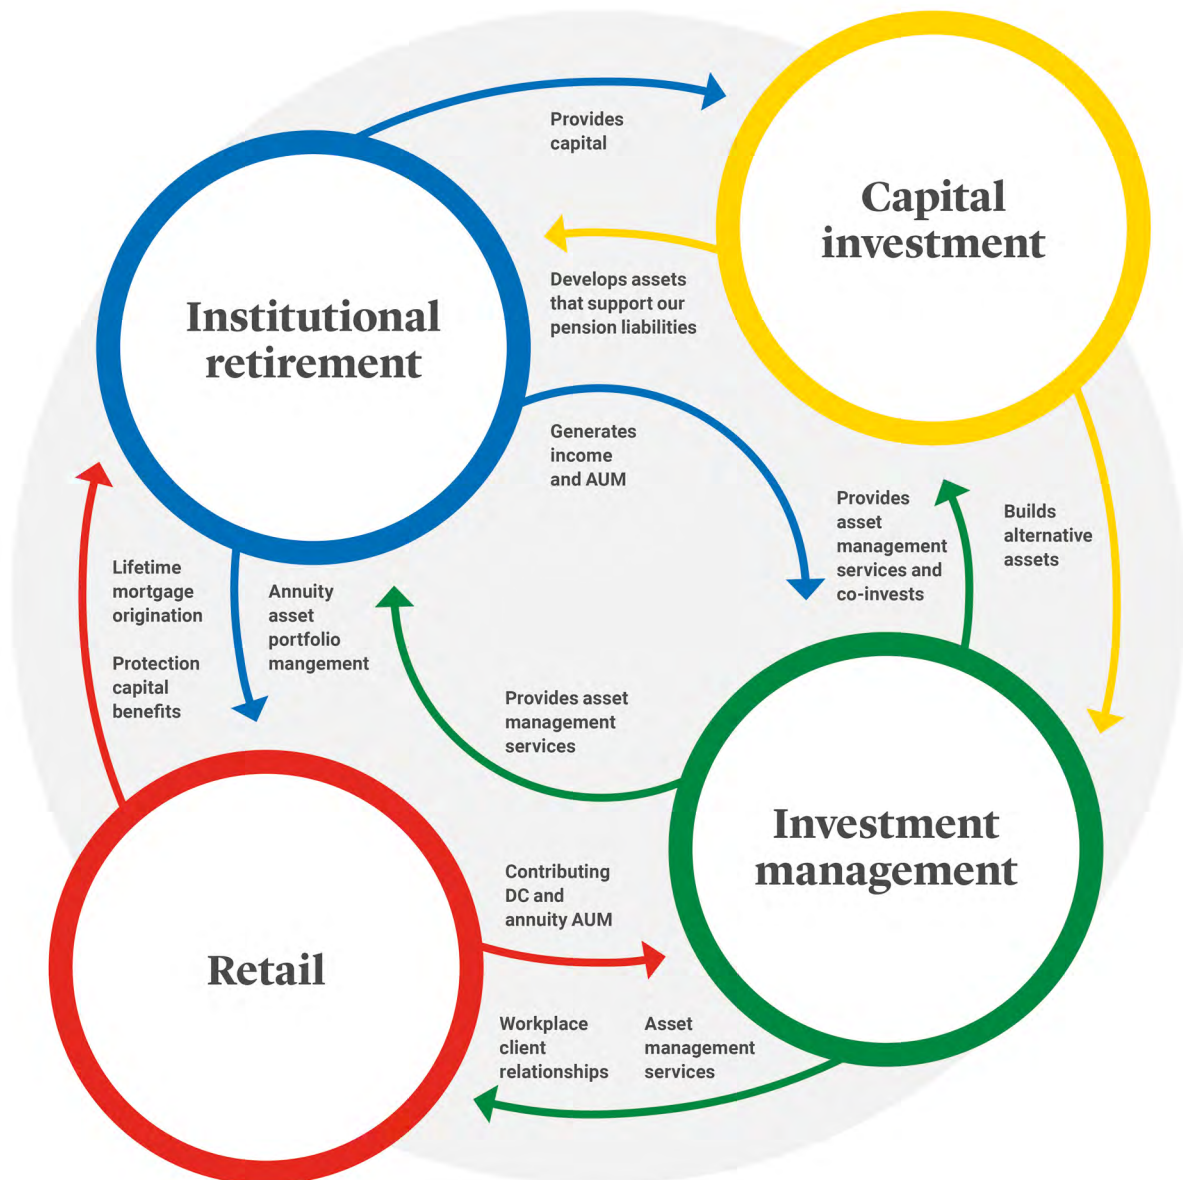 Provides
capital
Capital
investment
Develops assets
that support our
pension liabilities
Institutional
retirement
Generates
income
and AUM
Provides
asset
management
services and
co-invests
Builds
alternative
assets
Lifetime
mortgage
origination
Protection
capital
benefits
Annuity
asset
portfolio
mangement
Provides asset
management
services
Investment
management
Contributing
DC and
annuity AUM
Retail
Workplace
client
relationships
Asset
management
services